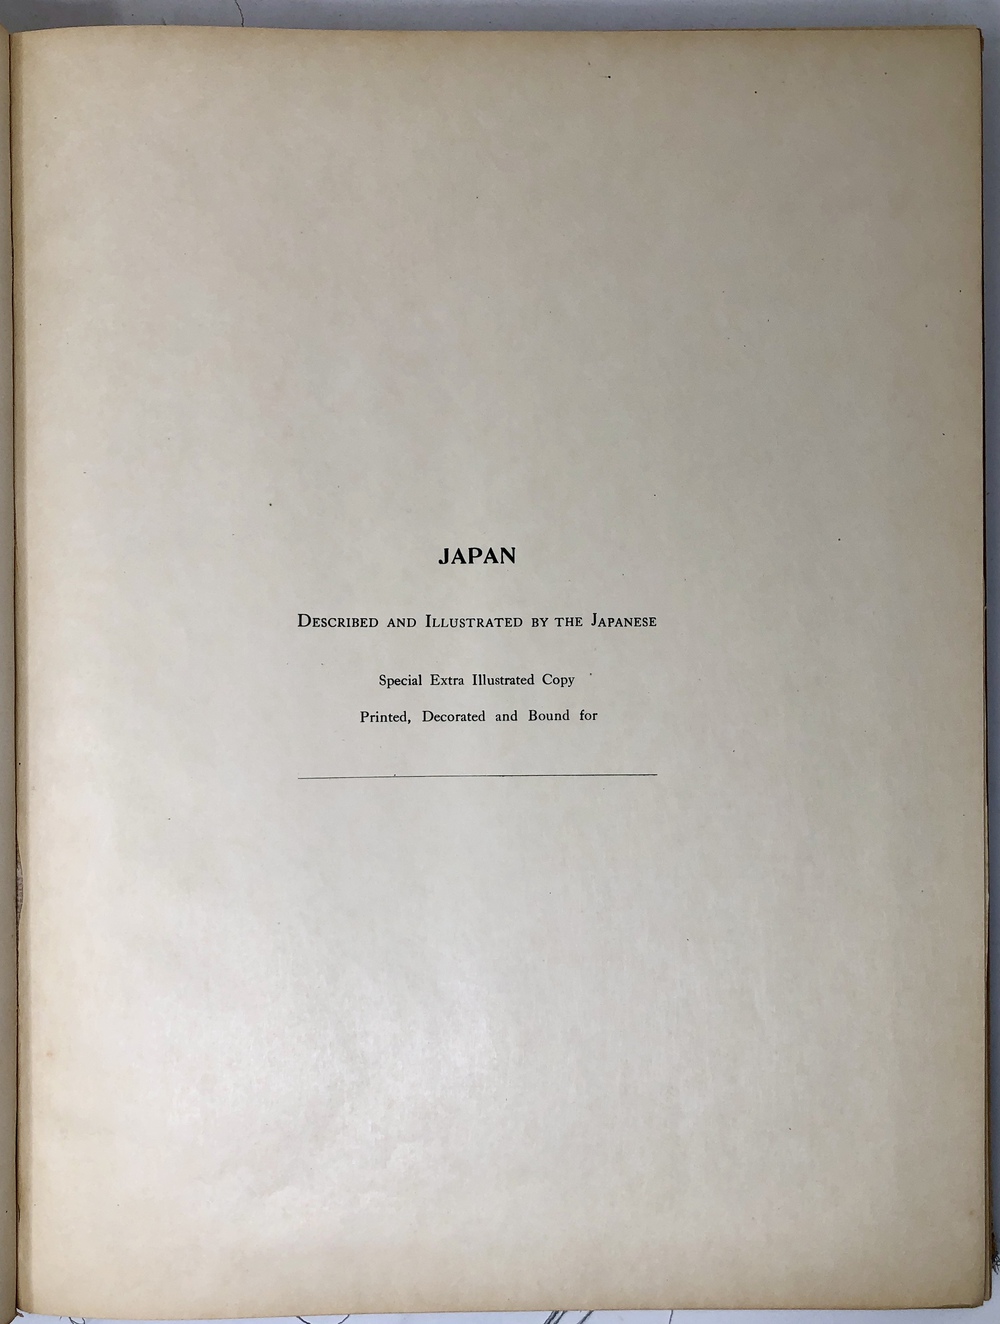 JAPAN
Described and Illustrated by the Japanese
Special Extra Illustrated Copy
Printed, Decorated and Bound for